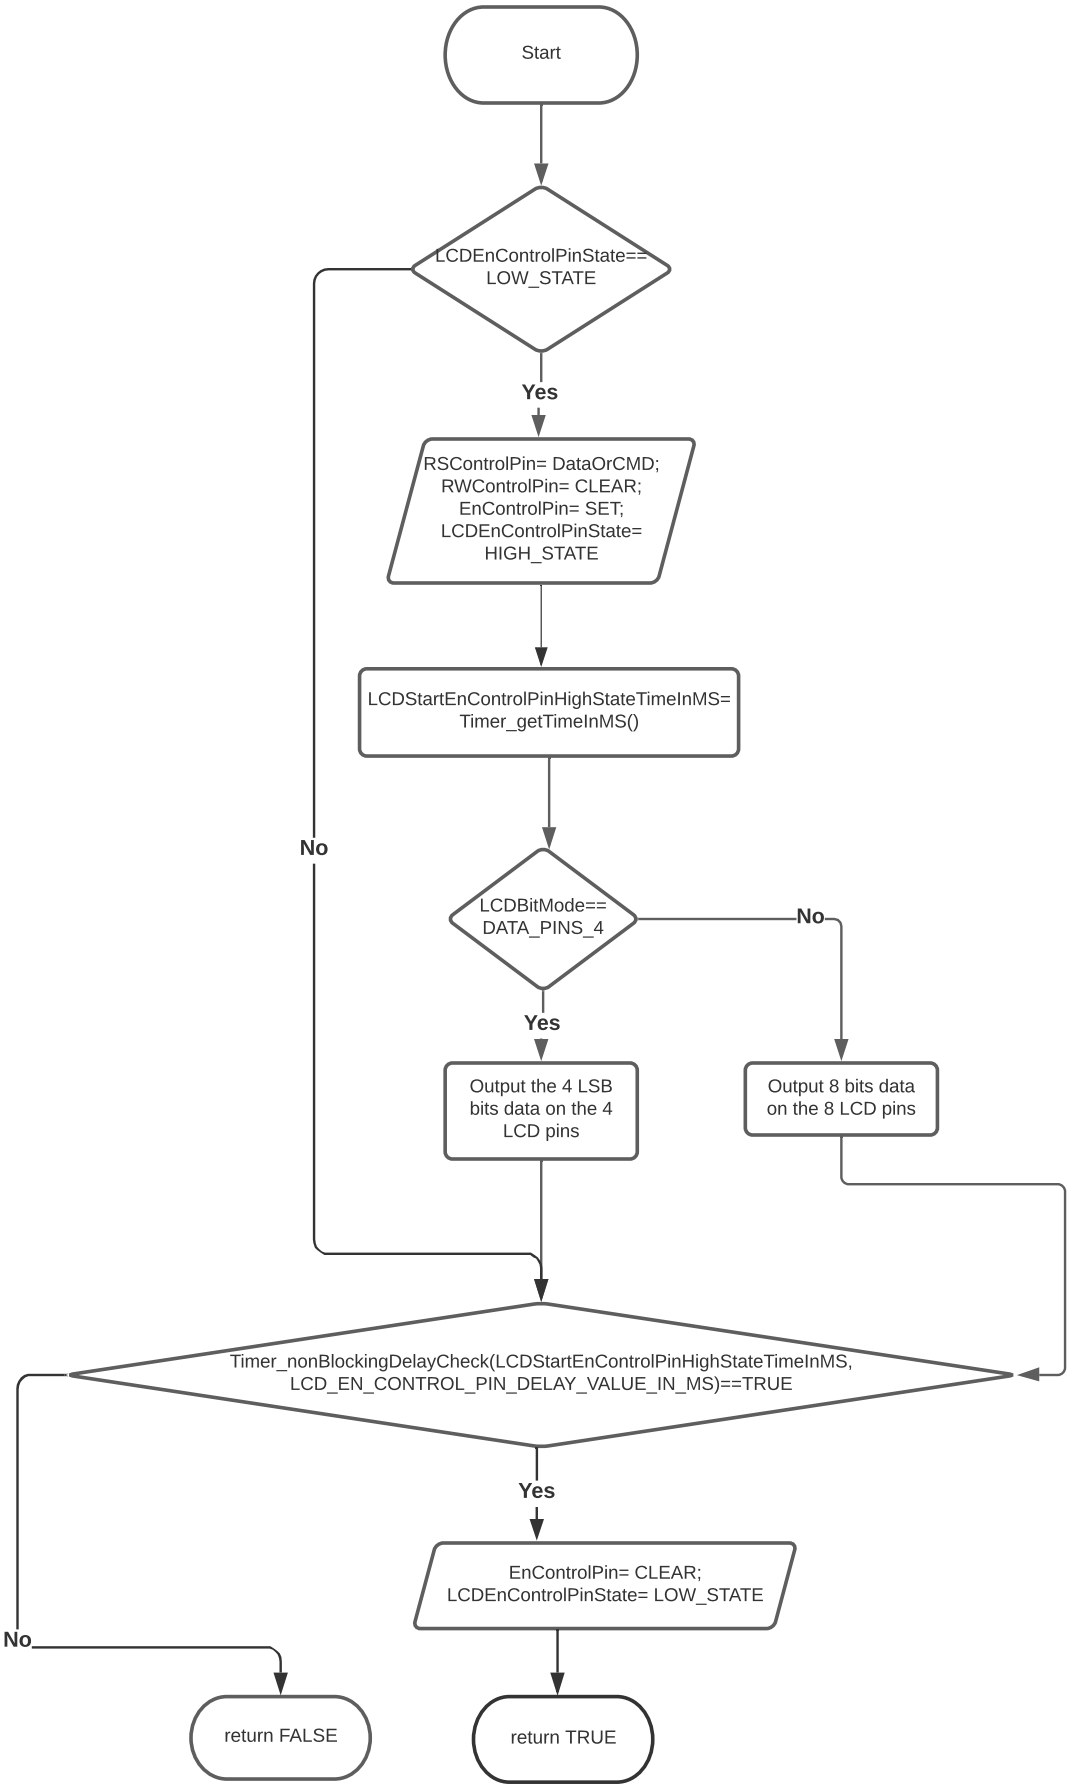 Start
LCDEnControlPinState==
LOW_STATE
Yes
RSControlPin= DataOrCMD;
RWControlPin= CLEAR;
EnControlPin= SET;
LCDEnControlPinState=
HIGH_STATE
LCDStartEnControlPinHighStateTimeInMS=
Timer_getTimeInMS()
No
LCDBitMode==
DATA_PINS_4
No
Yes
Output the 4 LSB
bits data on the 4
LCD pins
Output 8 bits data
on the 8 LCD pins
Timer_nonBlockingDelayCheck(LCDStartEnControlPinHighStateTimeInMS,
LCD_EN_CONTROL_PIN_DELAY_VALUE_IN_MS)==TRUE
Yes
EnControlPin= CLEAR;
LCDEnControlPinState= LOW_STATE
No
return FALSE
return TRUE